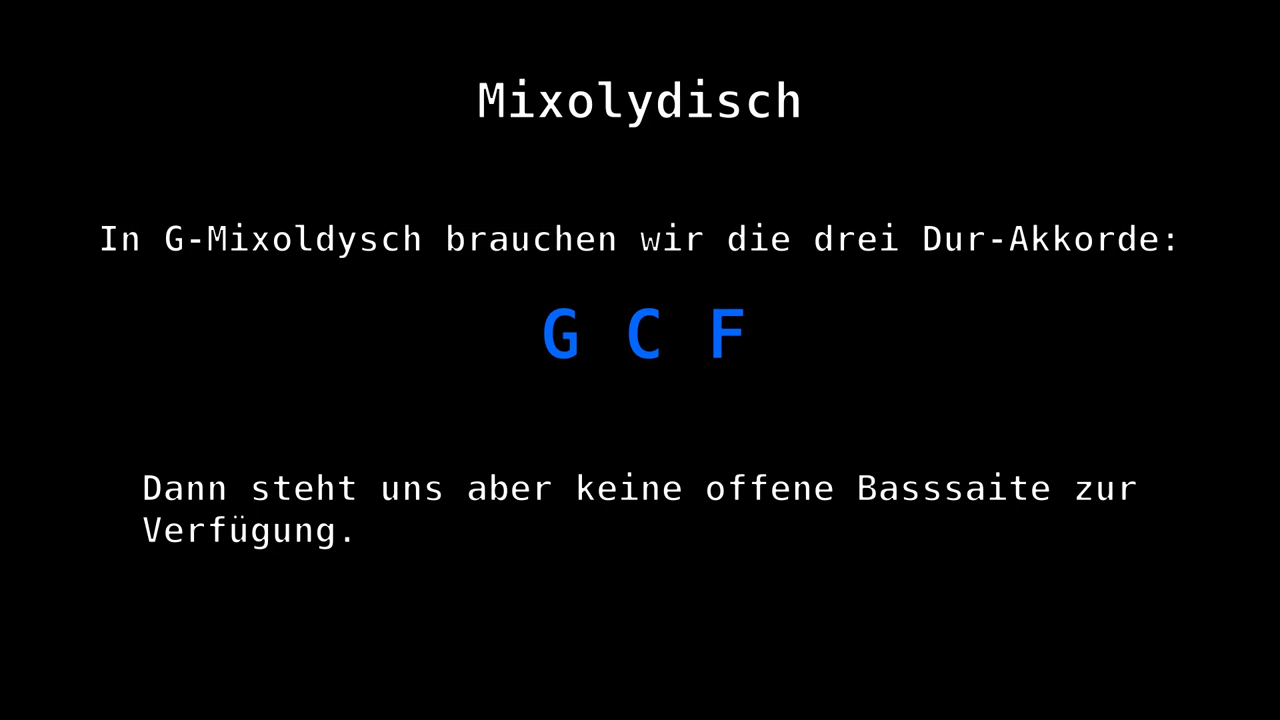 Mixolydisch
In G-Mixoldysch brauchen wir die drei Dur-Akkorde:
G C F
Dann steht uns aber keine offene Basssaite zur
Verfügung.